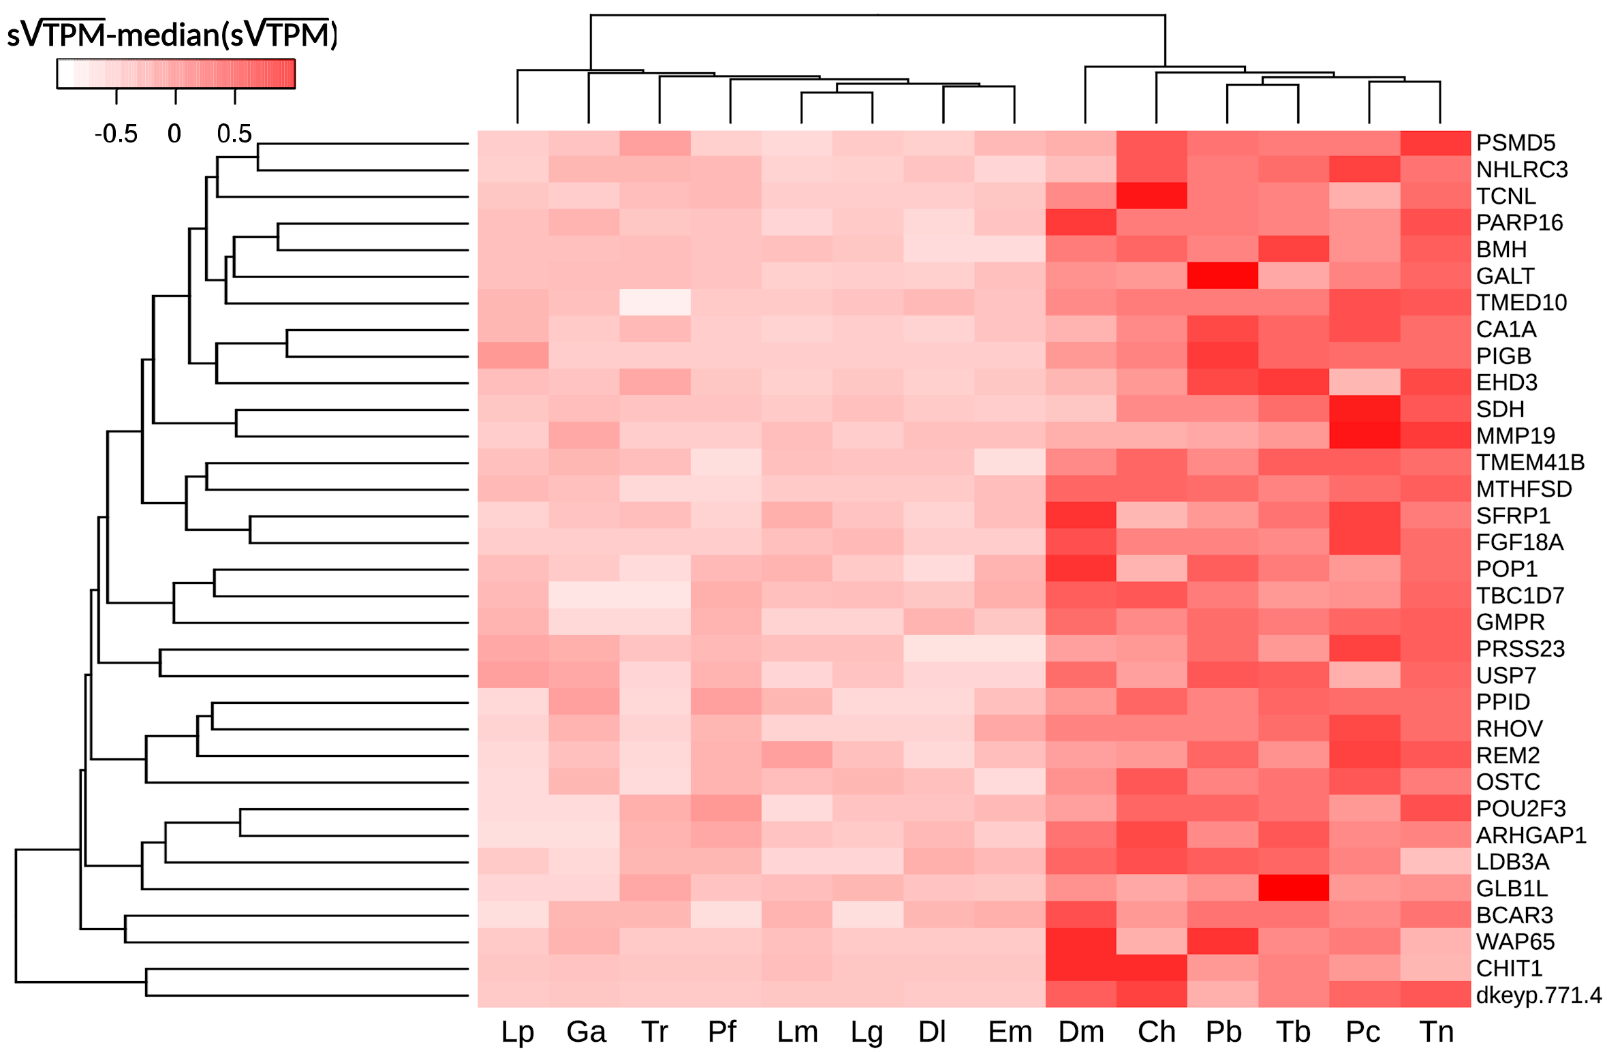 s√TPM-median(s√TPM)
-0.5 0 0.5
PSMD5
NHLRC3
TCNL
PARP16
BMH
GALT
TMED10
CA1A
PIGB
EHD3
SDH
MMP19
TMEM41B
MTHFSD
SFRP1
FGF18A
POP1
TBC1D7
GMPR
PRSS23
USP7
PPID
RHOV
REM2
OSTC
POU2F3
ARHGAP1
LDB3A
GLB1L
BCAR3
WAP65
CHIT1
dkeyp.771.4
Lp Ga Tr Pf Lm Lg Dl Em Dm Ch Pb Tb Pc Tn